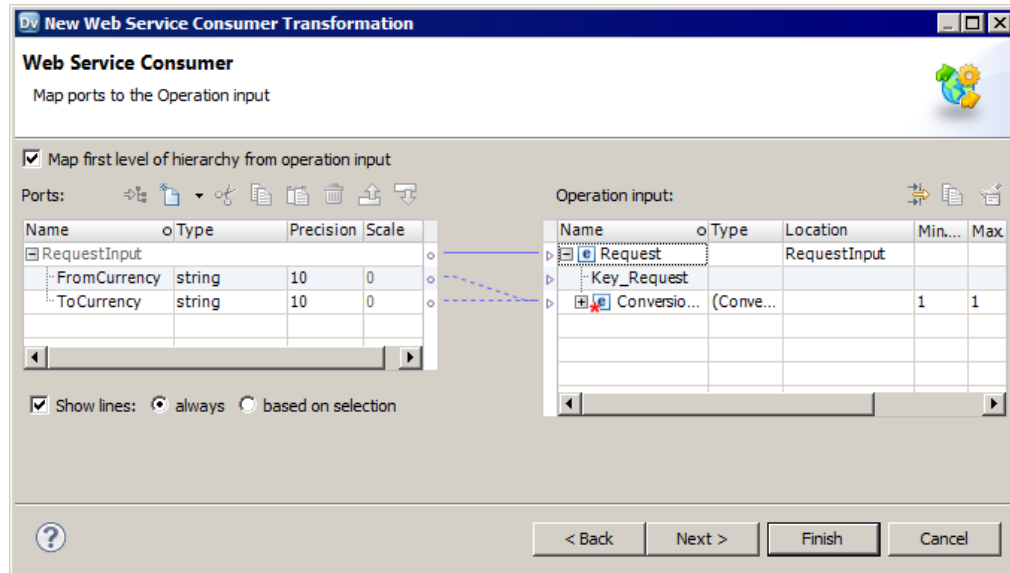 Dv New Web Service Consumer Transformation
Web Service Consumer
Map ports to the Operation input
Map first level of hierarchy from operation input
Ports:
Operation input:
Name Type Precision Scale
Name Type Location Min.... Max.
RequestInput
e Request RequestInput
FromCurrency string 10 0
Key_Request
ToCurrency string 10 0
e Conversio... (Conve... 1 1
Show lines: always based on selection
?
< Back Next > Finish Cancel